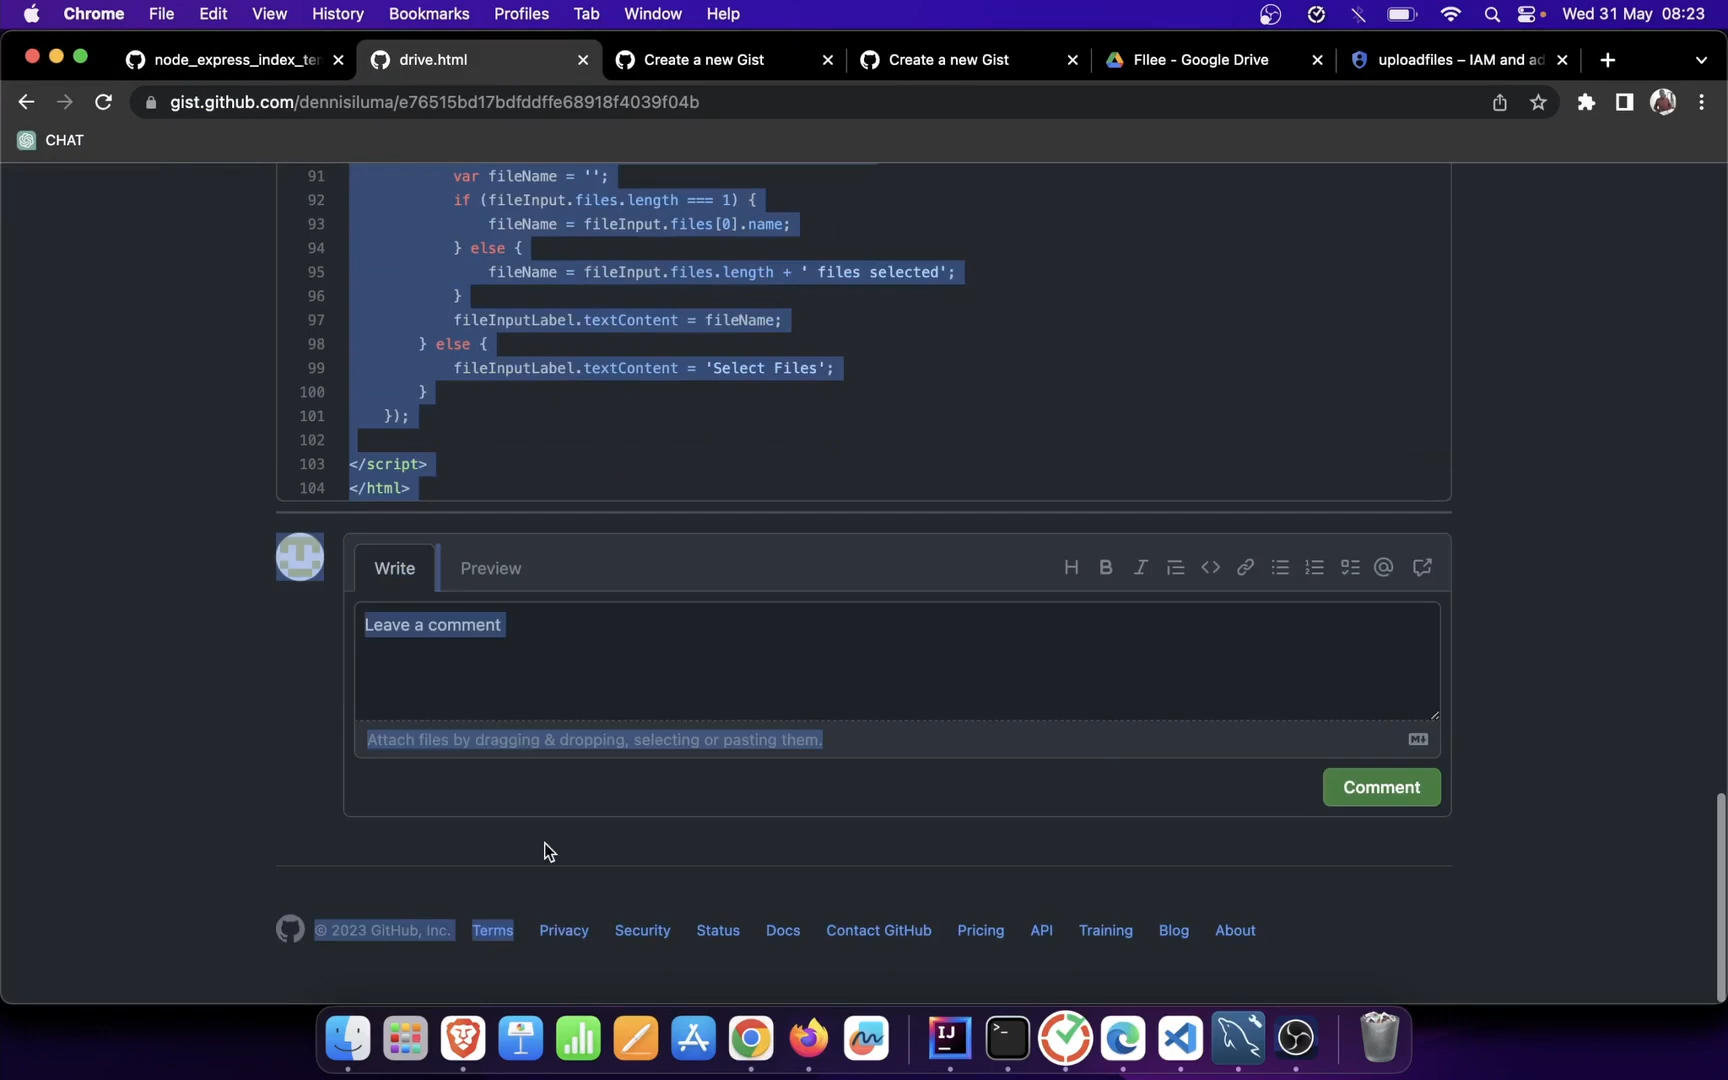 Chrome File Edit View History Bookmarks Profiles Tab Window Help Wed 31 May 08:23
node_express_index_ter drive.html Create a new Gist Create a new Gist FIlee - Google Drive uploadfiles – IAM and ad
gist.github.com/dennisiluma/e76515bd17bdfddffe68918f4039f04b
CHAT
91 var fileName = '';
92 if (fileInput.files.length === 1) {
93 fileName = fileInput.files[0].name;
94 } else {
95 fileName = fileInput.files.length + ' files selected';
96 }
97 fileInputLabel.textContent = fileName;
98 } else {
99 fileInputLabel.textContent = 'Select Files';
100 }
101 });
102
103 </script>
104 </html>
Write Preview
Leave a comment
Attach files by dragging & dropping, selecting or pasting them.
Comment
© 2023 GitHub, Inc. Terms Privacy Security Status Docs Contact GitHub Pricing API Training Blog About
IJ